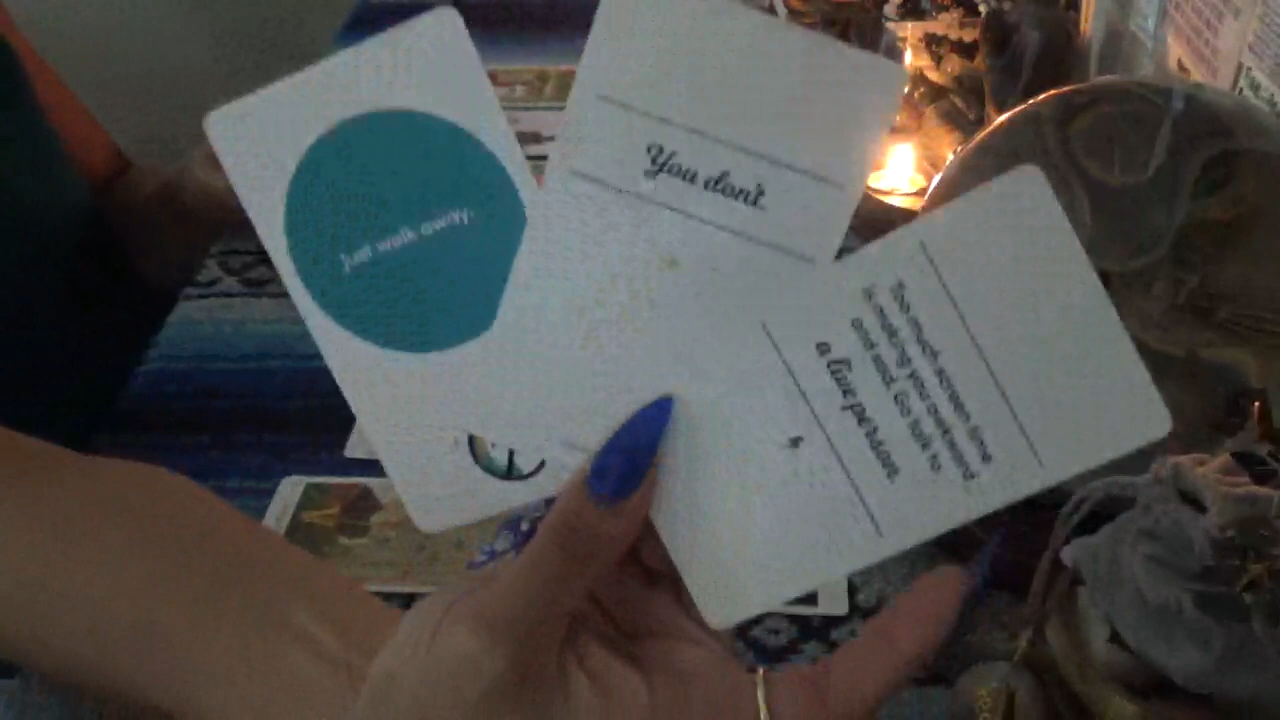 Just walk away.
You don't.
Too much screen time
is making you awkward
and sad. Go talk to
a live person.